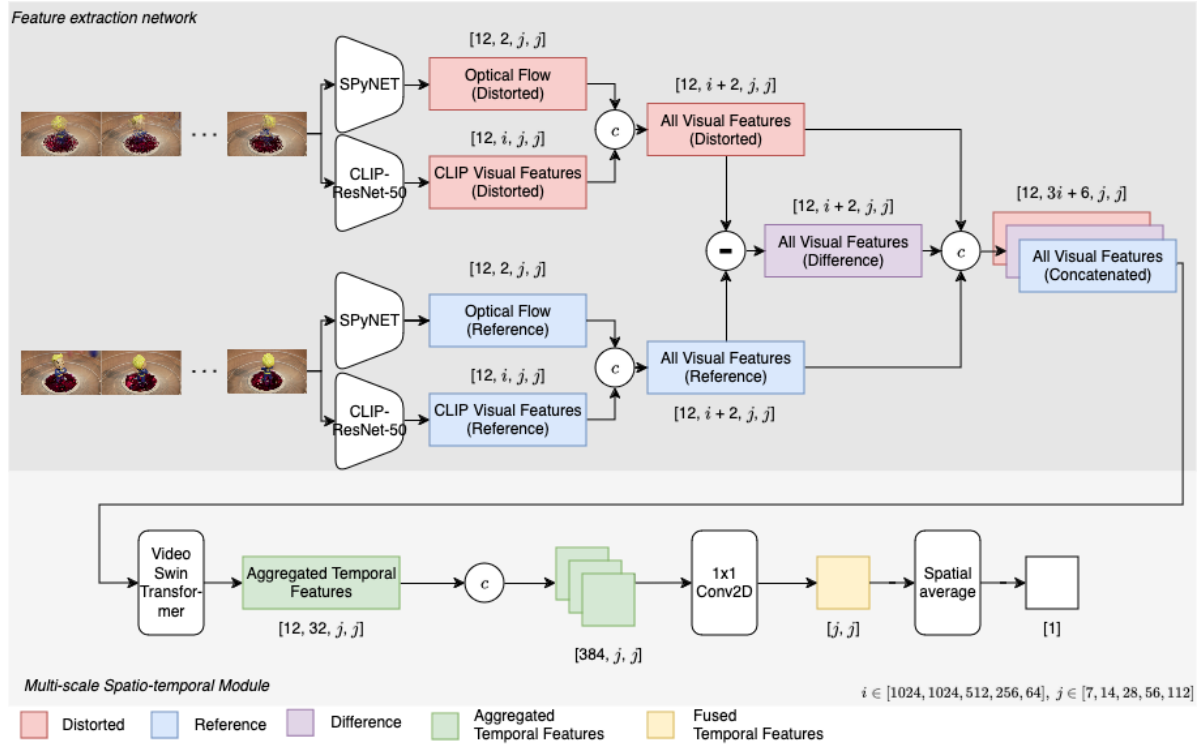 Feature extraction network
[12, 2, j, j]
SPyNET
Optical Flow
(Distorted)
[12, i + 2, j, j]
c
All Visual Features
(Distorted)
[12, i, j, j]
CLIP-
ResNet-50
CLIP Visual Features
(Distorted)
[12, i + 2, j, j]
[12, 3i + 6, j, j]
-
All Visual Features
(Difference)
c
All Visual Features
(Concatenated)
[12, 2, j, j]
SPyNET
Optical Flow
(Reference)
c
All Visual Features
(Reference)
[12, i, j, j]
[12, i + 2, j, j]
CLIP-
ResNet-50
CLIP Visual Features
(Reference)
Video
Swin
Transfor-
mer
Aggregated Temporal
Features
[12, 32, j, j]
c
[384, j, j]
1x1
Conv2D
[j, j]
Spatial
average
[1]
Multi-scale Spatio-temporal Module
i ∈ [1024, 1024, 512, 256, 64], j ∈ [7, 14, 28, 56, 112]
Distorted
Reference
Difference
Aggregated
Temporal Features
Fused
Temporal Features